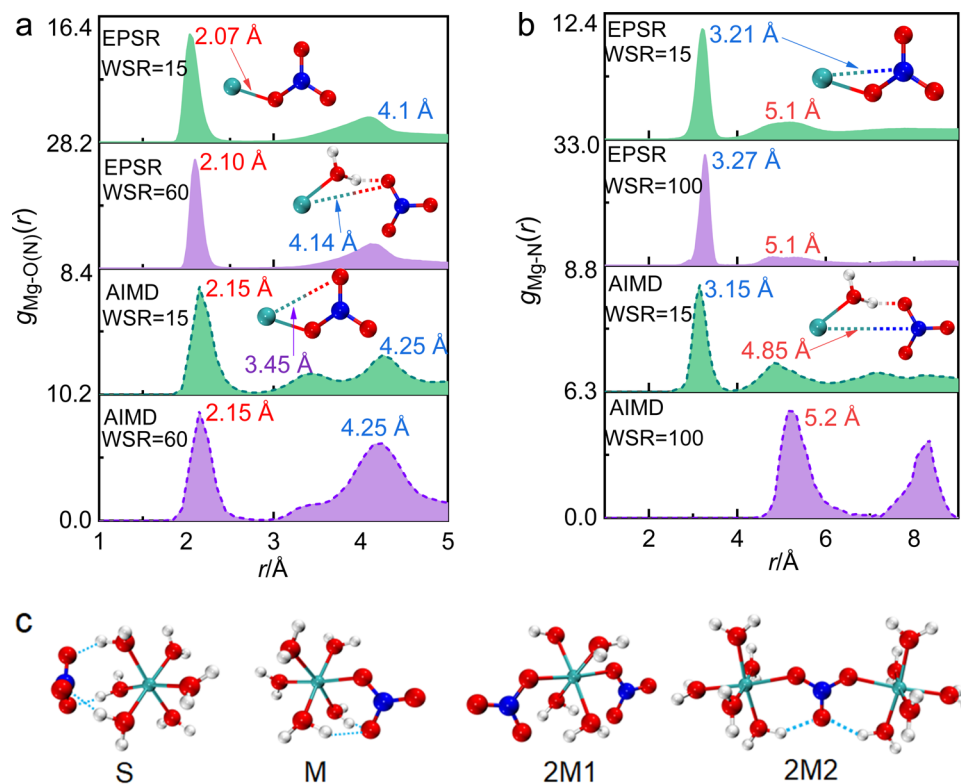 a
g_Mg-O(N)(r)
16.4
EPSR
WSR=15
2.07 Å
4.1 Å
28.2
EPSR
WSR=60
2.10 Å
4.14 Å
8.4
AIMD
WSR=15
2.15 Å
3.45 Å
4.25 Å
10.2
AIMD
WSR=60
2.15 Å
4.25 Å
0.0
1 2 3 4 5
r/Å
b
g_Mg-N(r)
12.4
EPSR
WSR=15
3.21 Å
5.1 Å
33.0
EPSR
WSR=100
3.27 Å
5.1 Å
8.8
AIMD
WSR=15
3.15 Å
4.85 Å
6.3
AIMD
WSR=100
5.2 Å
0.0
2 4 6 8
r/Å
c
S M 2M1 2M2